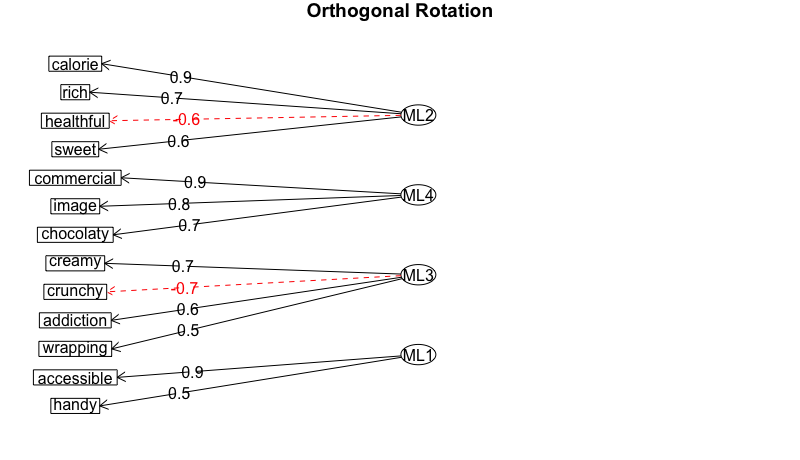 Orthogonal Rotation
calorie
0.9
rich
0.7
healthful
-0.6
ML2
sweet
0.6
commercial
0.9
image
0.8
ML4
chocolaty
0.7
creamy
0.7
crunchy
-0.7
ML3
addiction
0.6
wrapping
0.5
accessible
0.9
ML1
handy
0.5